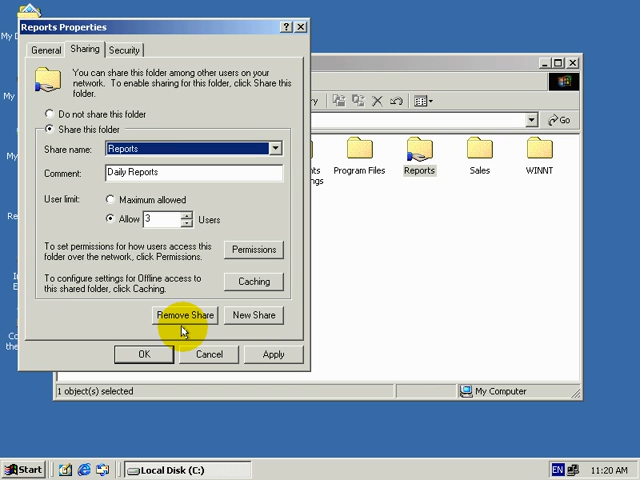 Reports Properties
General
Sharing
Security
You can share this folder among other users on your
network. To enable sharing for this folder, click Share this
folder.
Do not share this folder
Share this folder
Share name:
Reports
Comment:
Daily Reports
User limit:
Maximum allowed
Allow
3
Users
To set permissions for how users access this
folder over the network, click Permissions.
Permissions
To configure settings for Offline access to
this shared folder, click Caching.
Caching
Remove Share
New Share
OK
Cancel
Apply
Go
Program Files
Reports
Sales
WINNT
1 object(s) selected
My Computer
Start
Local Disk (C:)
EN
11:20 AM